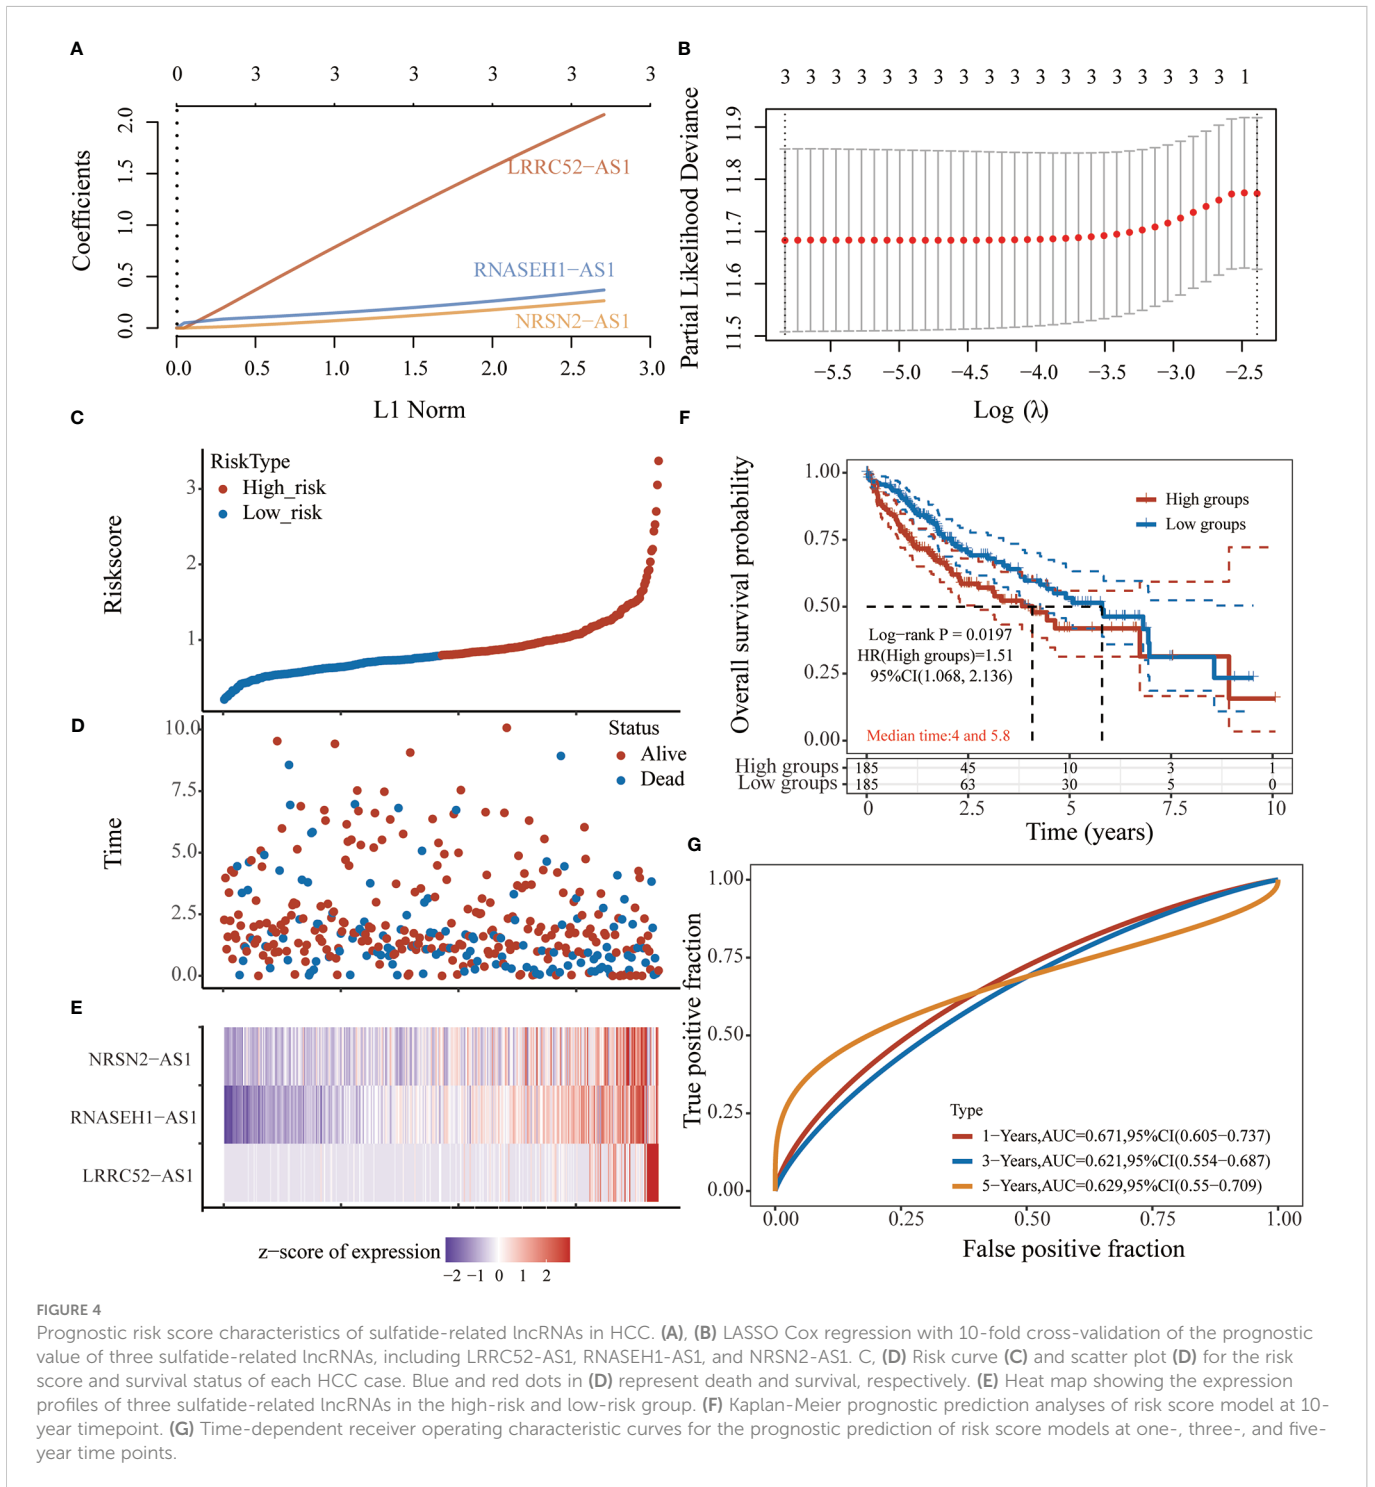 A
0 3 3 3 3 3 3
Coefficients
2.0
1.5
1.0
0.5
0.0
LRRC52−AS1
RNASEH1−AS1
NRSN2−AS1
0.0 0.5 1.0 1.5 2.0 2.5 3.0
L1 Norm
B
3 3 3 3 3 3 3 3 3 3 3 3 3 3 3 3 3 3 1
Partial Likelihood Deviance
11.9
11.8
11.7
11.6
11.5
−5.5 −5.0 −4.5 −4.0 −3.5 −3.0 −2.5
Log (λ)
C
RiskType
High_risk
Low_risk
Riskscore
3
2
1
D
Status
Alive
Dead
Time
10.0
7.5
5.0
2.5
0.0
E
NRSN2−AS1
RNASEH1−AS1
LRRC52−AS1
z−score of expression
−2 −1 0 1 2
F
Overall survival probability
1.00
0.75
0.50
0.25
0.00
High groups
Low groups
Log−rank P = 0.0197
HR(High groups)=1.51
95%CI(1.068, 2.136)
Median time:4 and 5.8
High groups 185 45 10 3 1
Low groups 185 63 30 5 0
0 2.5 5 7.5 10
Time (years)
G
True positive fraction
1.00
0.75
0.50
0.25
0.00
Type
1−Years,AUC=0.671,95%CI(0.605−0.737)
3−Years,AUC=0.621,95%CI(0.554−0.687)
5−Years,AUC=0.629,95%CI(0.55−0.709)
0.00 0.25 0.50 0.75 1.00
False positive fraction
FIGURE 4
Prognostic risk score characteristics of sulfatide-related lncRNAs in HCC. (A), (B) LASSO Cox regression with 10-fold cross-validation of the prognostic
value of three sulfatide-related lncRNAs, including LRRC52-AS1, RNASEH1-AS1, and NRSN2-AS1. C, (D) Risk curve (C) and scatter plot (D) for the risk
score and survival status of each HCC case. Blue and red dots in (D) represent death and survival, respectively. (E) Heat map showing the expression
profiles of three sulfatide-related lncRNAs in the high-risk and low-risk group. (F) Kaplan-Meier prognostic prediction analyses of risk score model at 10-
year timepoint. (G) Time-dependent receiver operating characteristic curves for the prognostic prediction of risk score models at one-, three-, and five-
year time points.